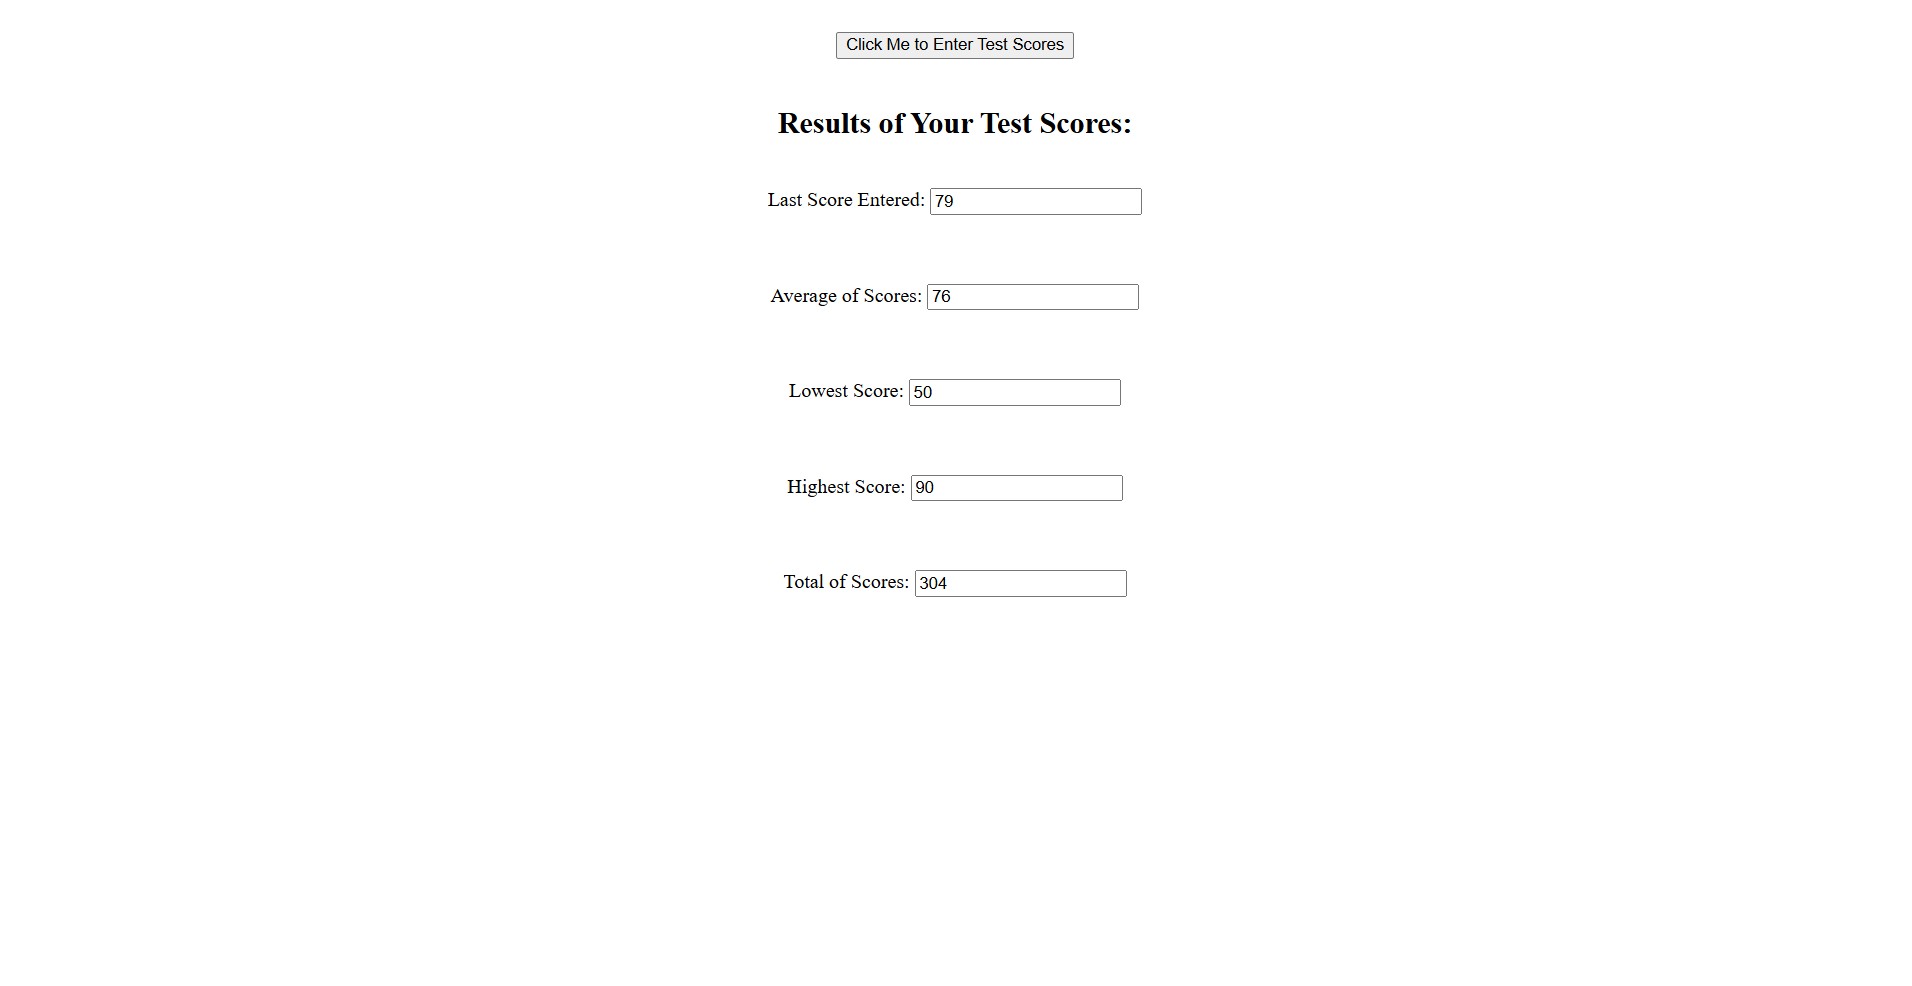 Click Me to Enter Test Scores
Results of Your Test Scores:
Last Score Entered: 79
Average of Scores: 76
Lowest Score: 50
Highest Score: 90
Total of Scores: 304